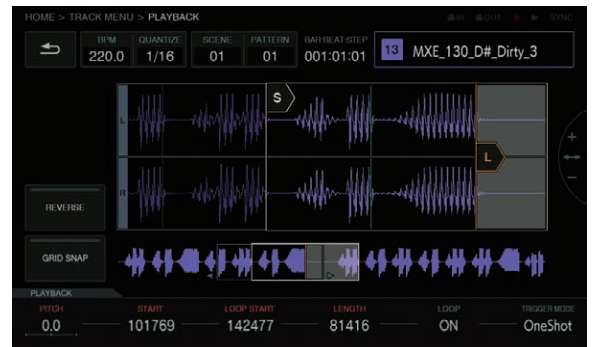 HOME > TRACK MENU > PLAYBACK
IN OUT SYNC
BPM QUANTIZE SCENE PATTERN BAR:BEAT:STEP
220.0 1/16 01 01 001:01:01 13 MXE_130_D#_Dirty_3
S
L
L
+
R
−
REVERSE
GRID SNAP
PLAYBACK
PITCH START LOOP START LENGTH LOOP TRIGGER MODE
0.0 101769 142477 81416 ON OneShot